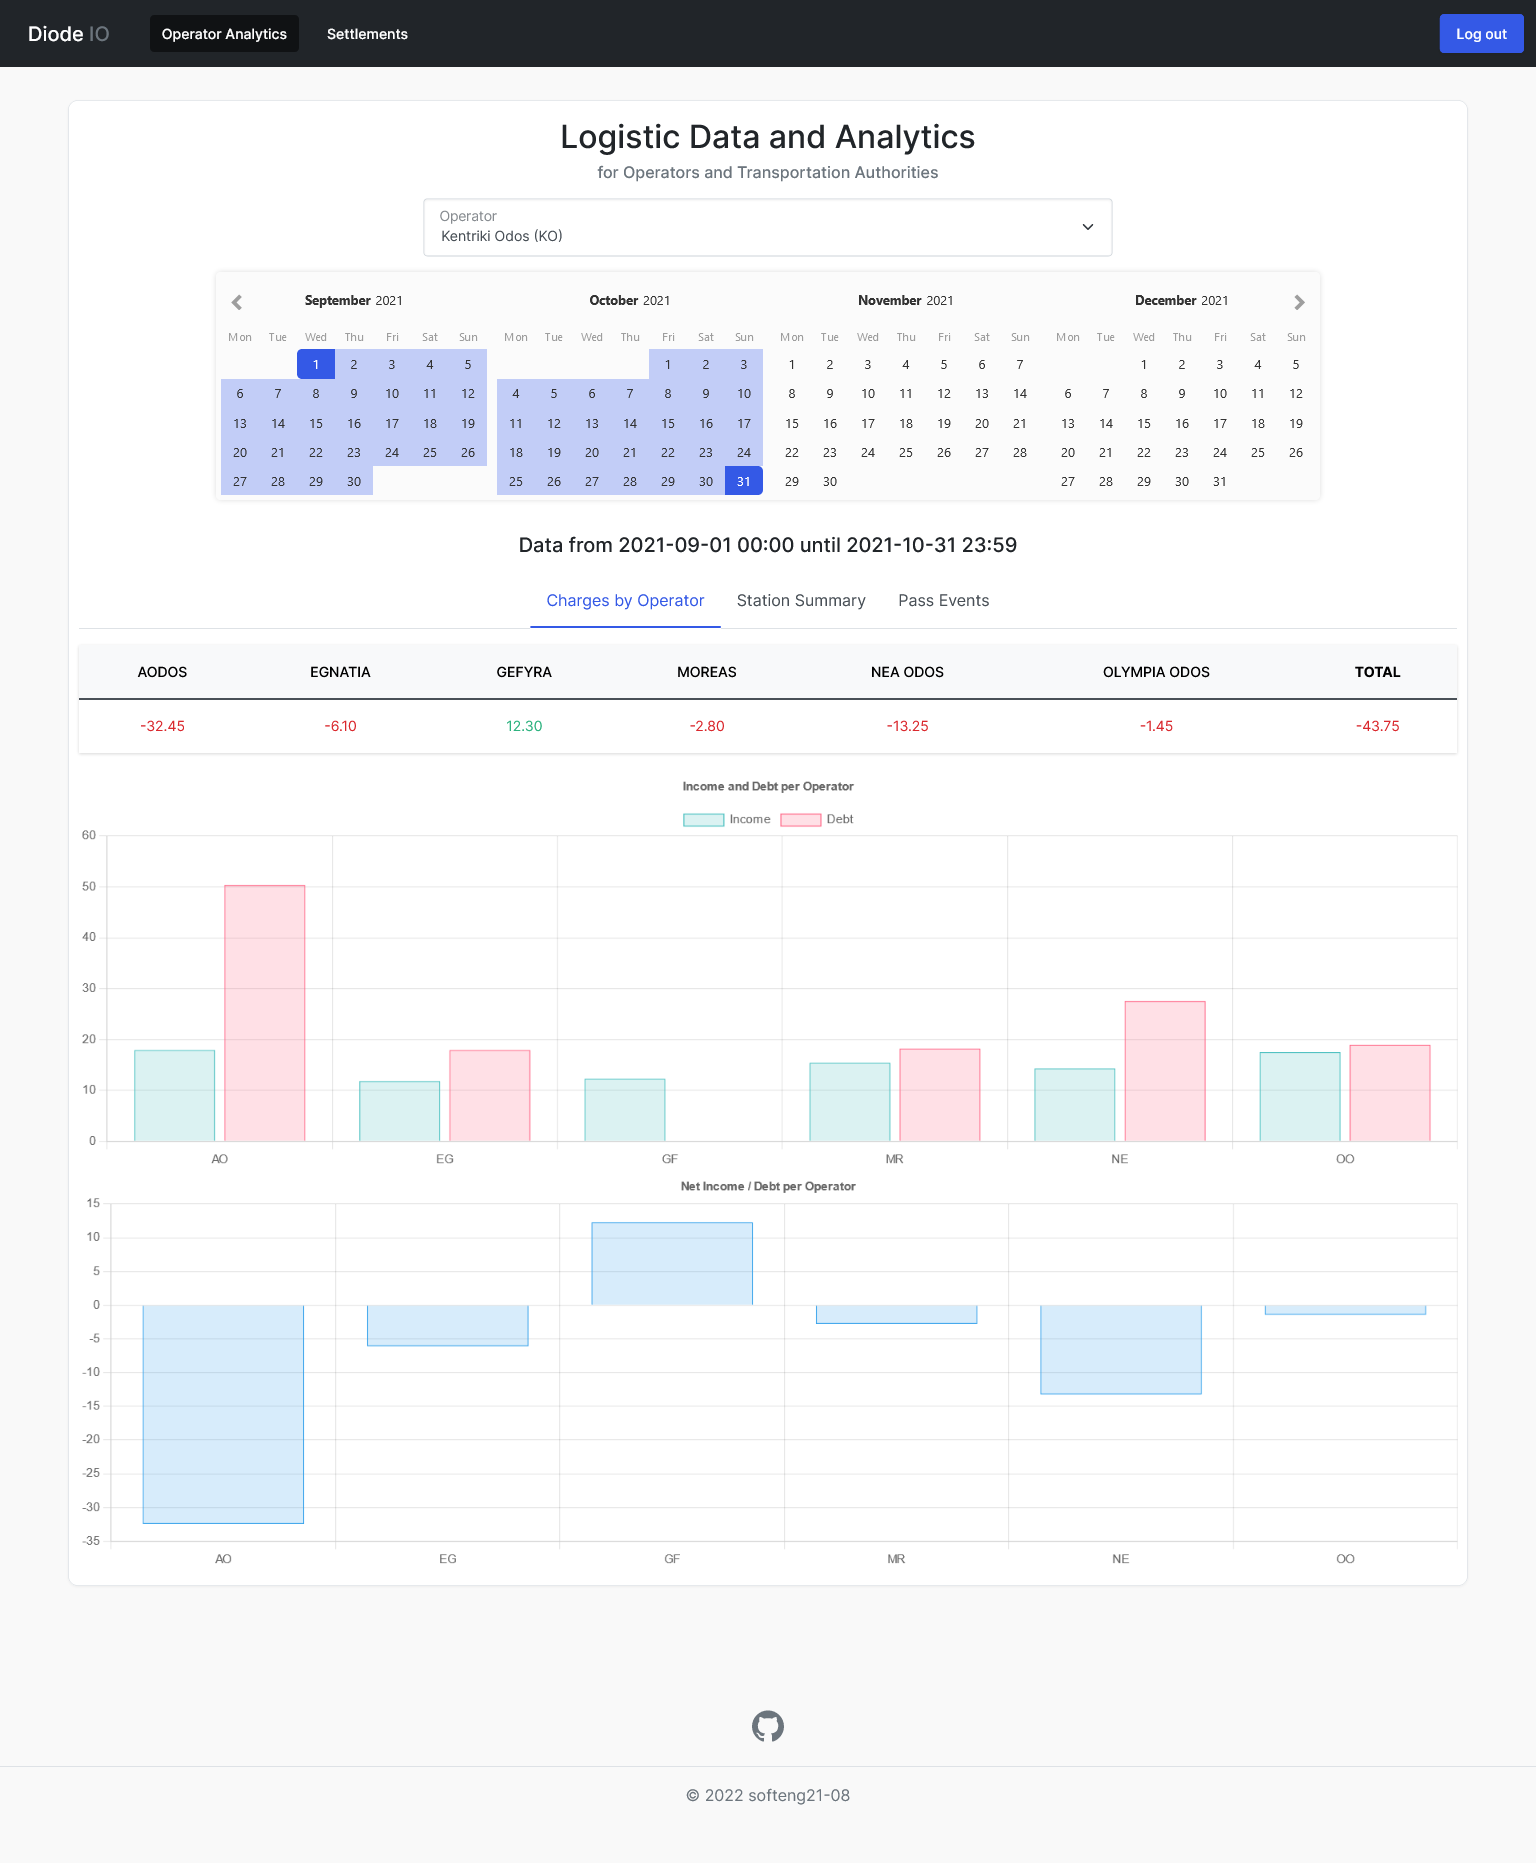 Diode IO Operator Analytics Settlements Log out
Logistic Data and Analytics
for Operators and Transportation Authorities
Operator
Kentriki Odos (KO)
September 2021
Mon Tue Wed Thu Fri Sat Sun
1 2 3 4 5
6 7 8 9 10 11 12
13 14 15 16 17 18 19
20 21 22 23 24 25 26
27 28 29 30
October 2021
Mon Tue Wed Thu Fri Sat Sun
1 2 3
4 5 6 7 8 9 10
11 12 13 14 15 16 17
18 19 20 21 22 23 24
25 26 27 28 29 30 31
November 2021
Mon Tue Wed Thu Fri Sat Sun
1 2 3 4 5 6 7
8 9 10 11 12 13 14
15 16 17 18 19 20 21
22 23 24 25 26 27 28
29 30
December 2021
Mon Tue Wed Thu Fri Sat Sun
1 2 3 4 5
6 7 8 9 10 11 12
13 14 15 16 17 18 19
20 21 22 23 24 25 26
27 28 29 30 31
Data from 2021-09-01 00:00 until 2021-10-31 23:59
Charges by Operator Station Summary Pass Events
AODOS EGNATIA GEFYRA MOREAS NEA ODOS OLYMPIA ODOS TOTAL
-32.45 -6.10 12.30 -2.80 -13.25 -1.45 -43.75
Income and Debt per Operator
Income Debt
60
50
40
30
20
10
0
AO EG GF MR NE OO
Net Income / Debt per Operator
15
10
5
0
-5
-10
-15
-20
-25
-30
-35
AO EG GF MR NE OO
© 2022 softeng21-08